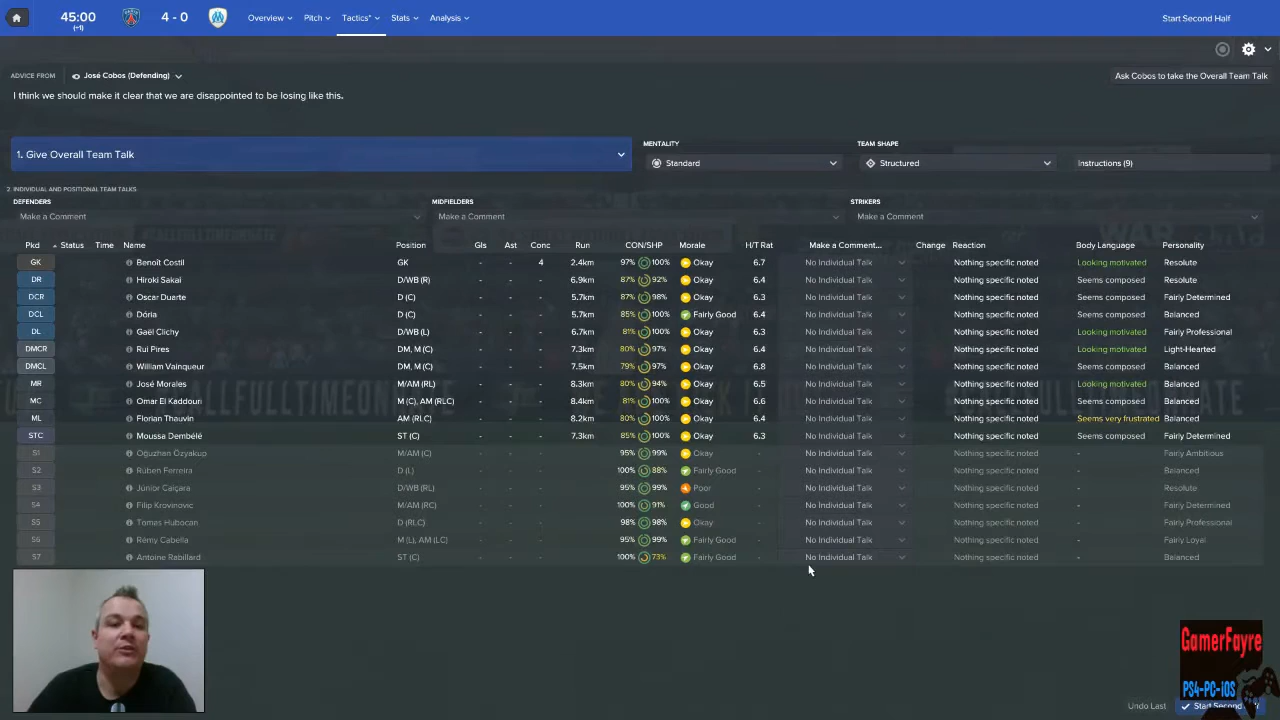 45:00 (+1) 4 - 0 Overview Pitch Tactics* Stats Analysis Start Second Half
ADVICE FROM José Cobos (Defending) Ask Cobos to take the Overall Team Talk
I think we should make it clear that we are disappointed to be losing like this.
MENTALITY TEAM SHAPE
1. Give Overall Team Talk Standard Structured Instructions (9)
2. INDIVIDUAL AND POSITIONAL TEAM TALKS
DEFENDERS MIDFIELDERS STRIKERS
Make a Comment Make a Comment Make a Comment
Pkd Status Time Name Position Gls Ast Conc Run CON/SHP Morale H/T Rat Make a Comment... Change Reaction Body Language Personality
GK Benoît Costil GK - - 4 2.4km 97% 100% Okay 6.7 No Individual Talk Nothing specific noted Looking motivated Resolute
DR Hiroki Sakai D/WB (R) - - - 6.9km 87% 92% Okay 6.4 No Individual Talk Nothing specific noted Seems composed Resolute
DCR Oscar Duarte D (C) - - - 5.7km 87% 98% Okay 6.3 No Individual Talk Nothing specific noted Seems composed Fairly Determined
DCL Dória D (C) - - - 5.7km 85% 100% Fairly Good 6.4 No Individual Talk Nothing specific noted Seems composed Balanced
DL Gaël Clichy D/WB (L) - - - 6.7km 81% 100% Okay 6.3 No Individual Talk Nothing specific noted Looking motivated Fairly Professional
DMCR Rui Pires DM, M (C) - - - 7.3km 80% 97% Okay 6.4 No Individual Talk Nothing specific noted Looking motivated Light-Hearted
DMCL William Vainqueur DM, M (C) - - - 7.5km 79% 97% Okay 6.8 No Individual Talk Nothing specific noted Seems composed Balanced
MR José Morales M/AM (RL) - - - 8.3km 80% 94% Okay 6.5 No Individual Talk Nothing specific noted Looking motivated Balanced
MC Omar El Kaddouri M (C), AM (RLC) - - - 8.4km 81% 100% Okay 6.6 No Individual Talk Nothing specific noted Seems composed Balanced
ML Florian Thauvin AM (RLC) - - - 8.2km 80% 100% Okay 6.4 No Individual Talk Nothing specific noted Seems very frustrated Balanced
STC Moussa Dembélé ST (C) - - - 7.3km 85% 100% Okay 6.3 No Individual Talk Nothing specific noted Seems composed Fairly Determined
S1 Oğuzhan Özyakup M/AM (C) - - - 95% 99% Okay - No Individual Talk Nothing specific noted - Fairly Ambitious
S2 Rúben Ferreira D (L) - - - 100% 88% Fairly Good - No Individual Talk Nothing specific noted - Balanced
S3 Júnior Caiçara D/WB (RL) - - - 95% 99% Poor - No Individual Talk Nothing specific noted - Resolute
S4 Filip Krovinovic M/AM (RC) - - - 100% 91% Good - No Individual Talk Nothing specific noted - Fairly Determined
S5 Tomas Hubocan D (RLC) - - - 98% 98% Okay - No Individual Talk Nothing specific noted - Fairly Professional
S6 Rémy Cabella M (L), AM (LC) - - - 95% 99% Fairly Good - No Individual Talk Nothing specific noted - Fairly Loyal
S7 Antoine Rabillard ST (C) - - - 100% 73% Fairly Good - No Individual Talk Nothing specific noted - Balanced
GamerFayre
PS4-PC-IOS
Undo Last Start Second